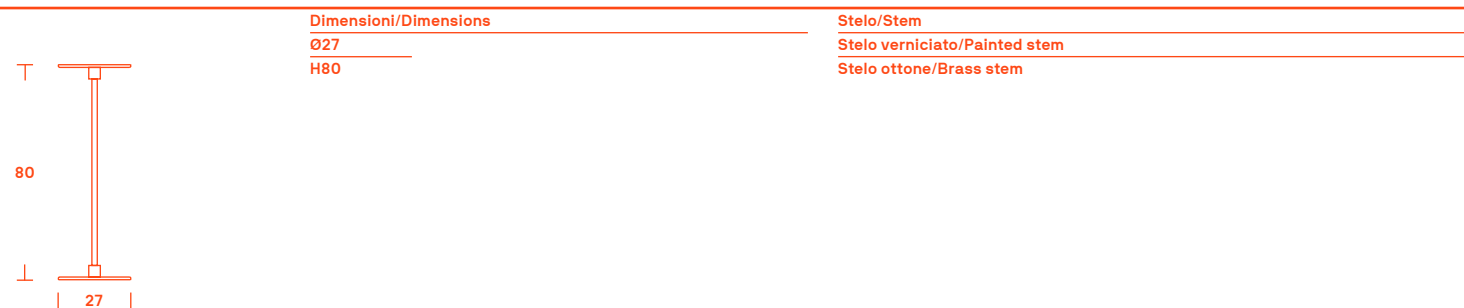 Dimensioni/Dimensions
Ø27
H80
Stelo/Stem
Stelo verniciato/Painted stem
Stelo ottone/Brass stem
80
27